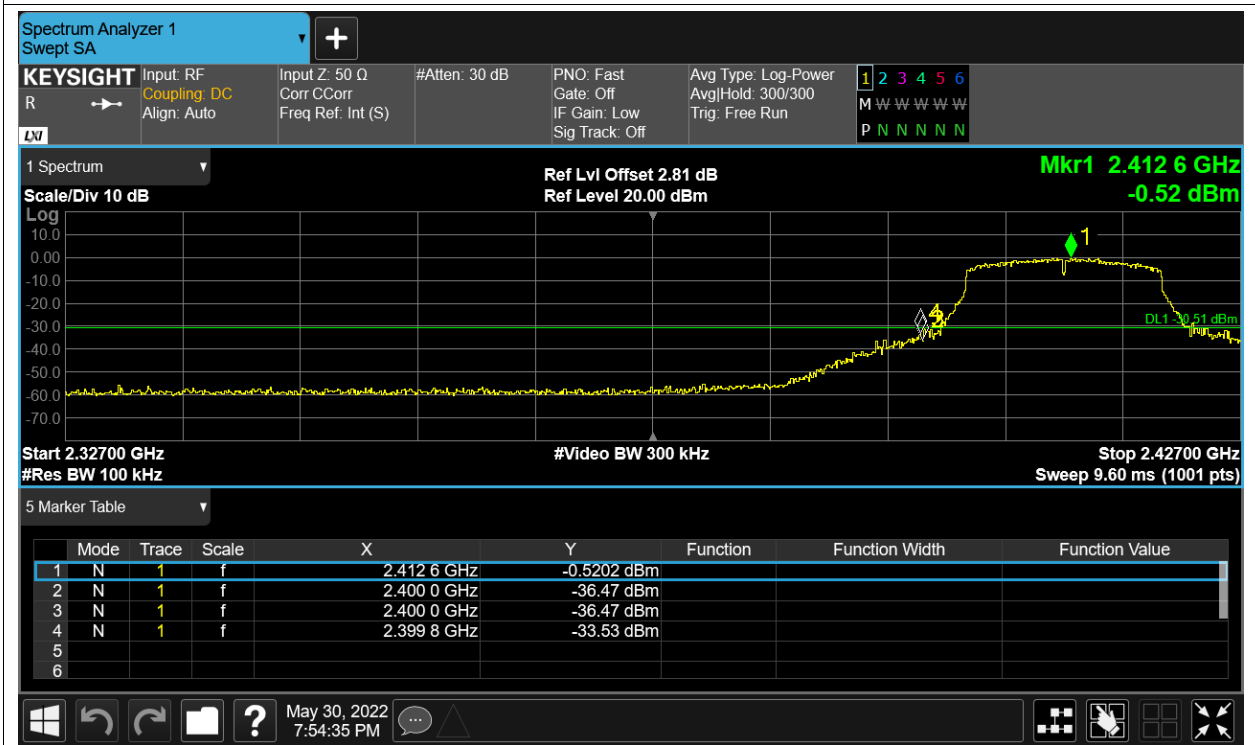 Spectrum Analyzer 1
Swept SA
KEYSIGHT Input: RF Input Z: 50 Ω #Atten: 30 dB PNO: Fast Avg Type: Log-Power 1 2 3 4 5 6
R Coupling: DC Corr CCorr Gate: Off Avg|Hold: 300/300 M W W W W W
Align: Auto Freq Ref: Int (S) IF Gain: Low Trig: Free Run
LXI Sig Track: Off P N N N N N
1 Spectrum Ref Lvl Offset 2.81 dB Mkr1 2.412 6 GHz
Scale/Div 10 dB Ref Level 20.00 dBm -0.52 dBm
Log
10.0
1
0.00
-10.0
-20.0
-30.0
DL1 -30.51 dBm
-40.0
-50.0
-60.0
-70.0
Start 2.32700 GHz #Video BW 300 kHz Stop 2.42700 GHz
#Res BW 100 kHz Sweep 9.60 ms (1001 pts)
5 Marker Table
Mode Trace Scale X Y Function Function Width Function Value
1 N 1 f 2.412 6 GHz -0.5202 dBm
2 N 1 f 2.400 0 GHz -36.47 dBm
3 N 1 f 2.400 0 GHz -36.47 dBm
4 N 1 f 2.399 8 GHz -33.53 dBm
5
6
? May 30, 2022
7:54:35 PM